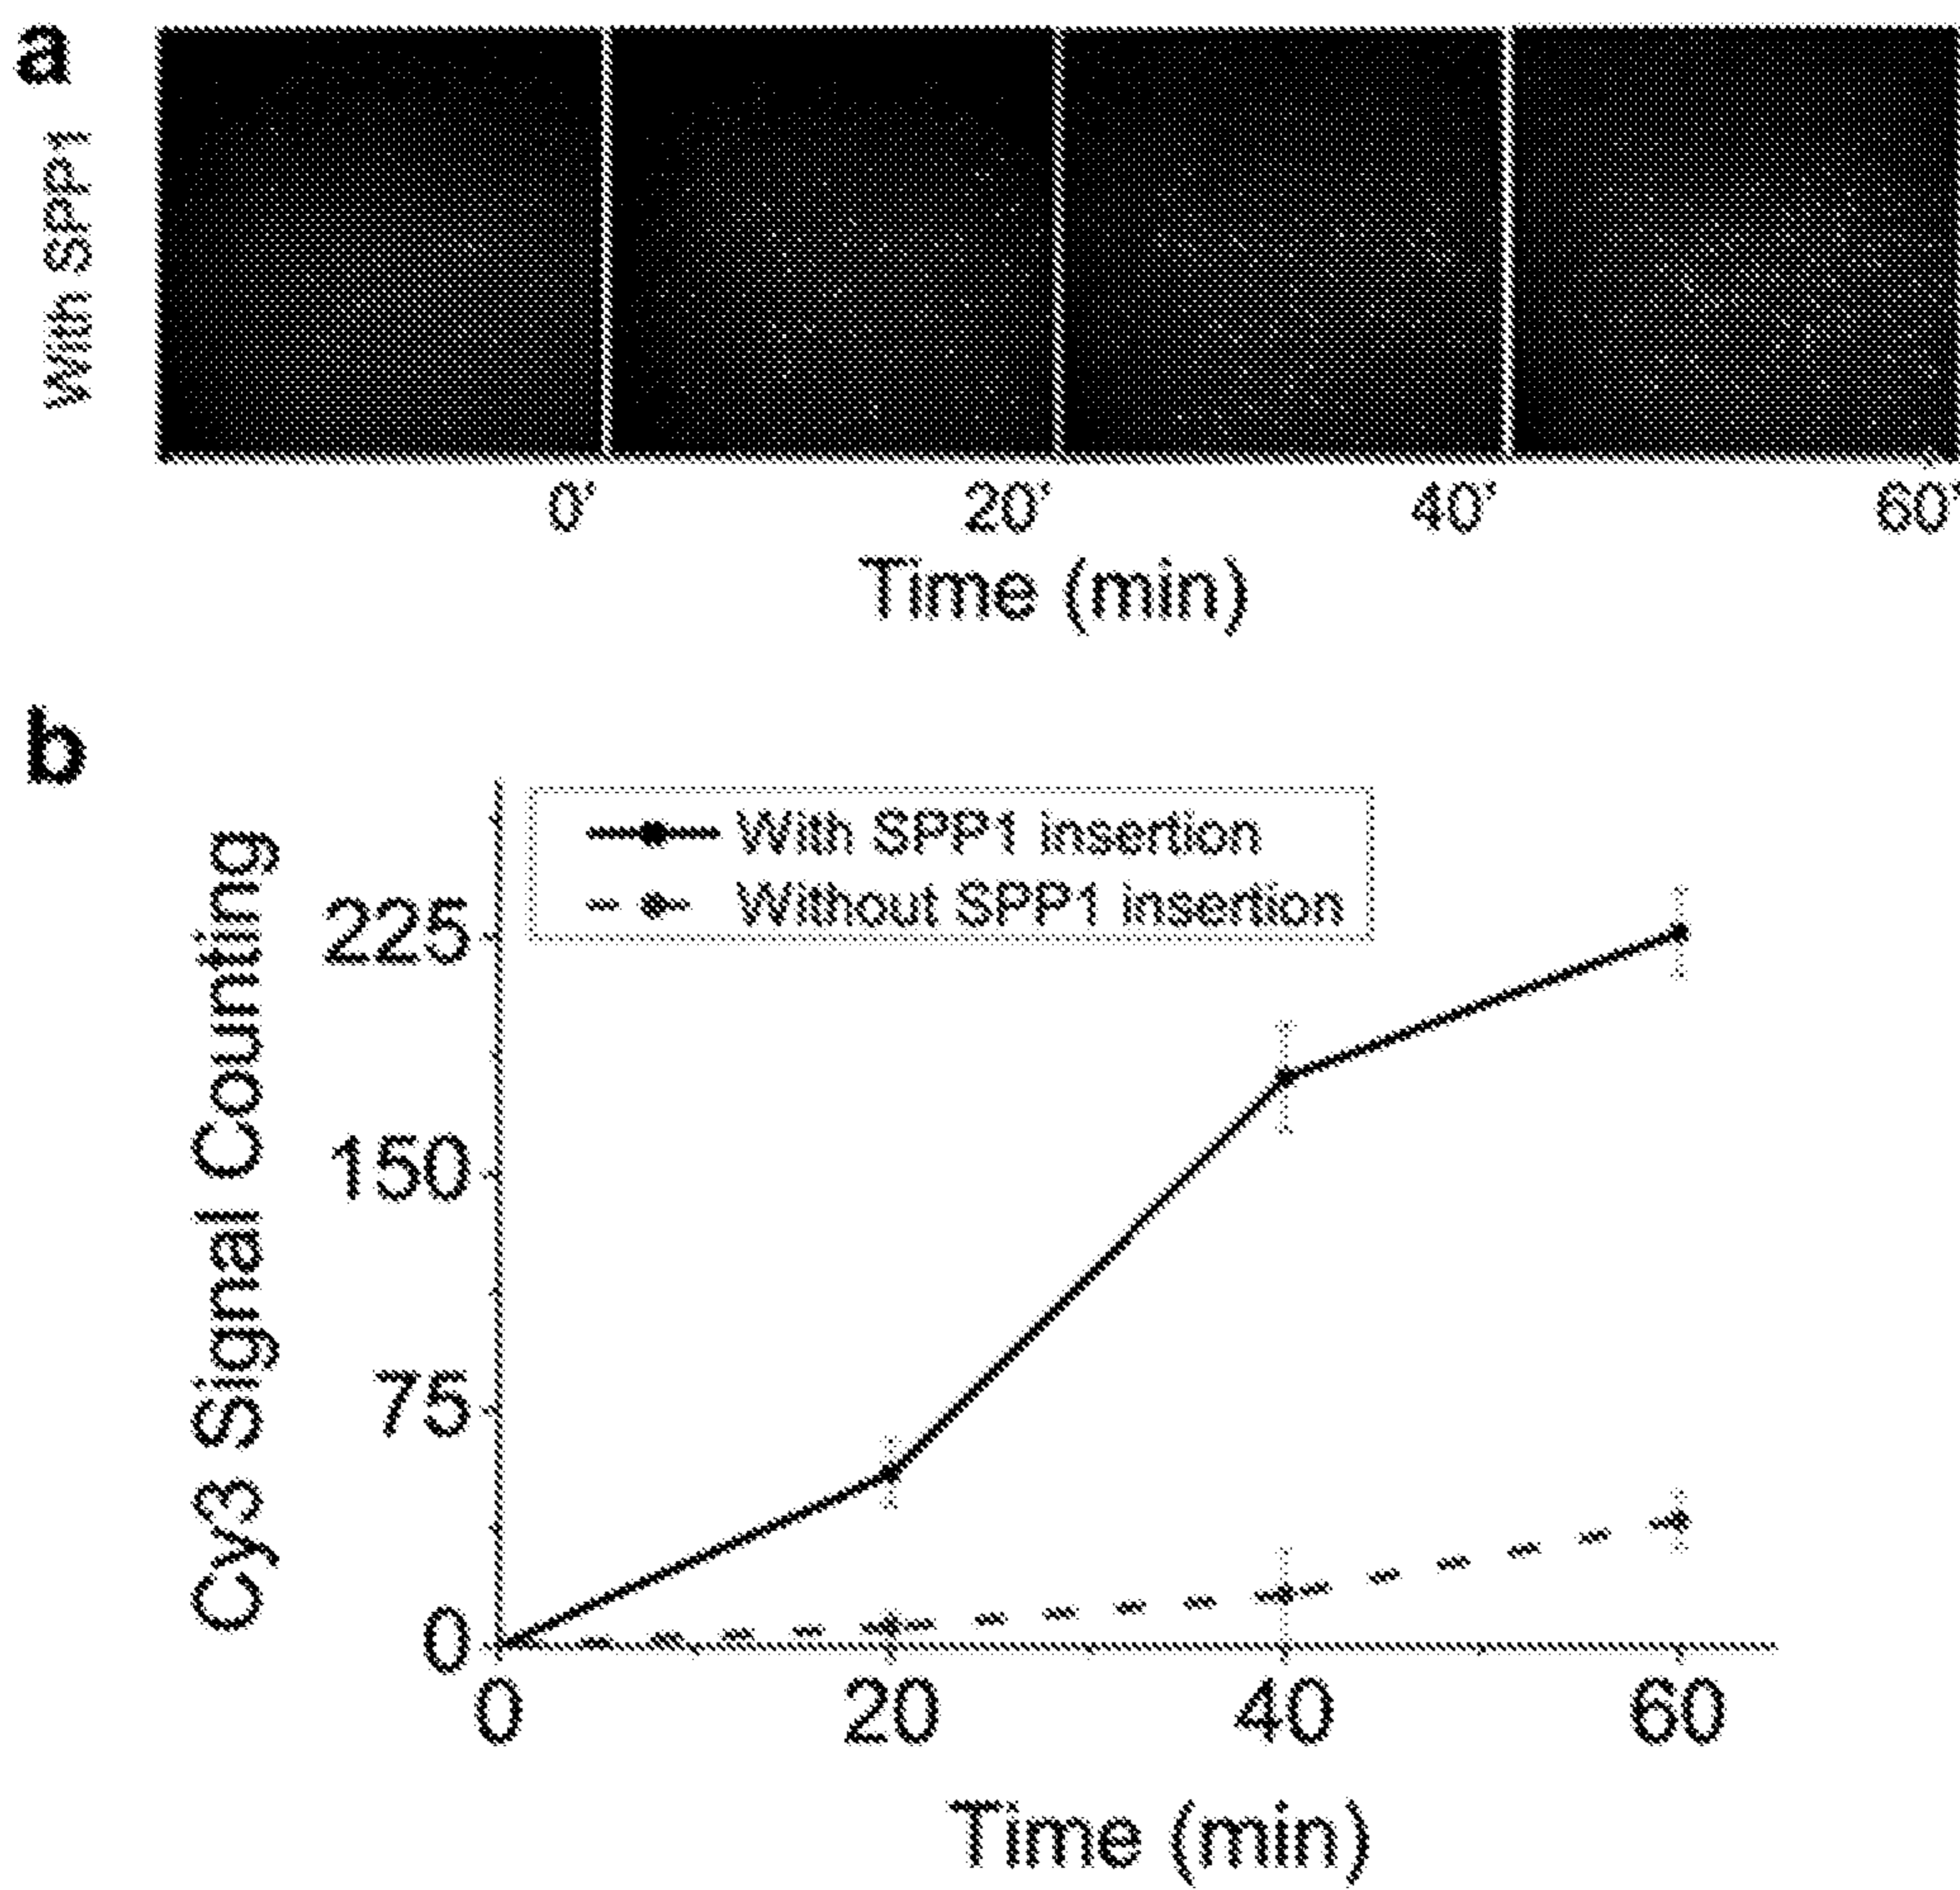 a
With SPP1
0' 20' 40' 60'
Time (min)
b
With SPP1 insertion
Without SPP1 insertion
Cy3 Signal Counting
225
150
75
0
0 20 40 60
Time (min)